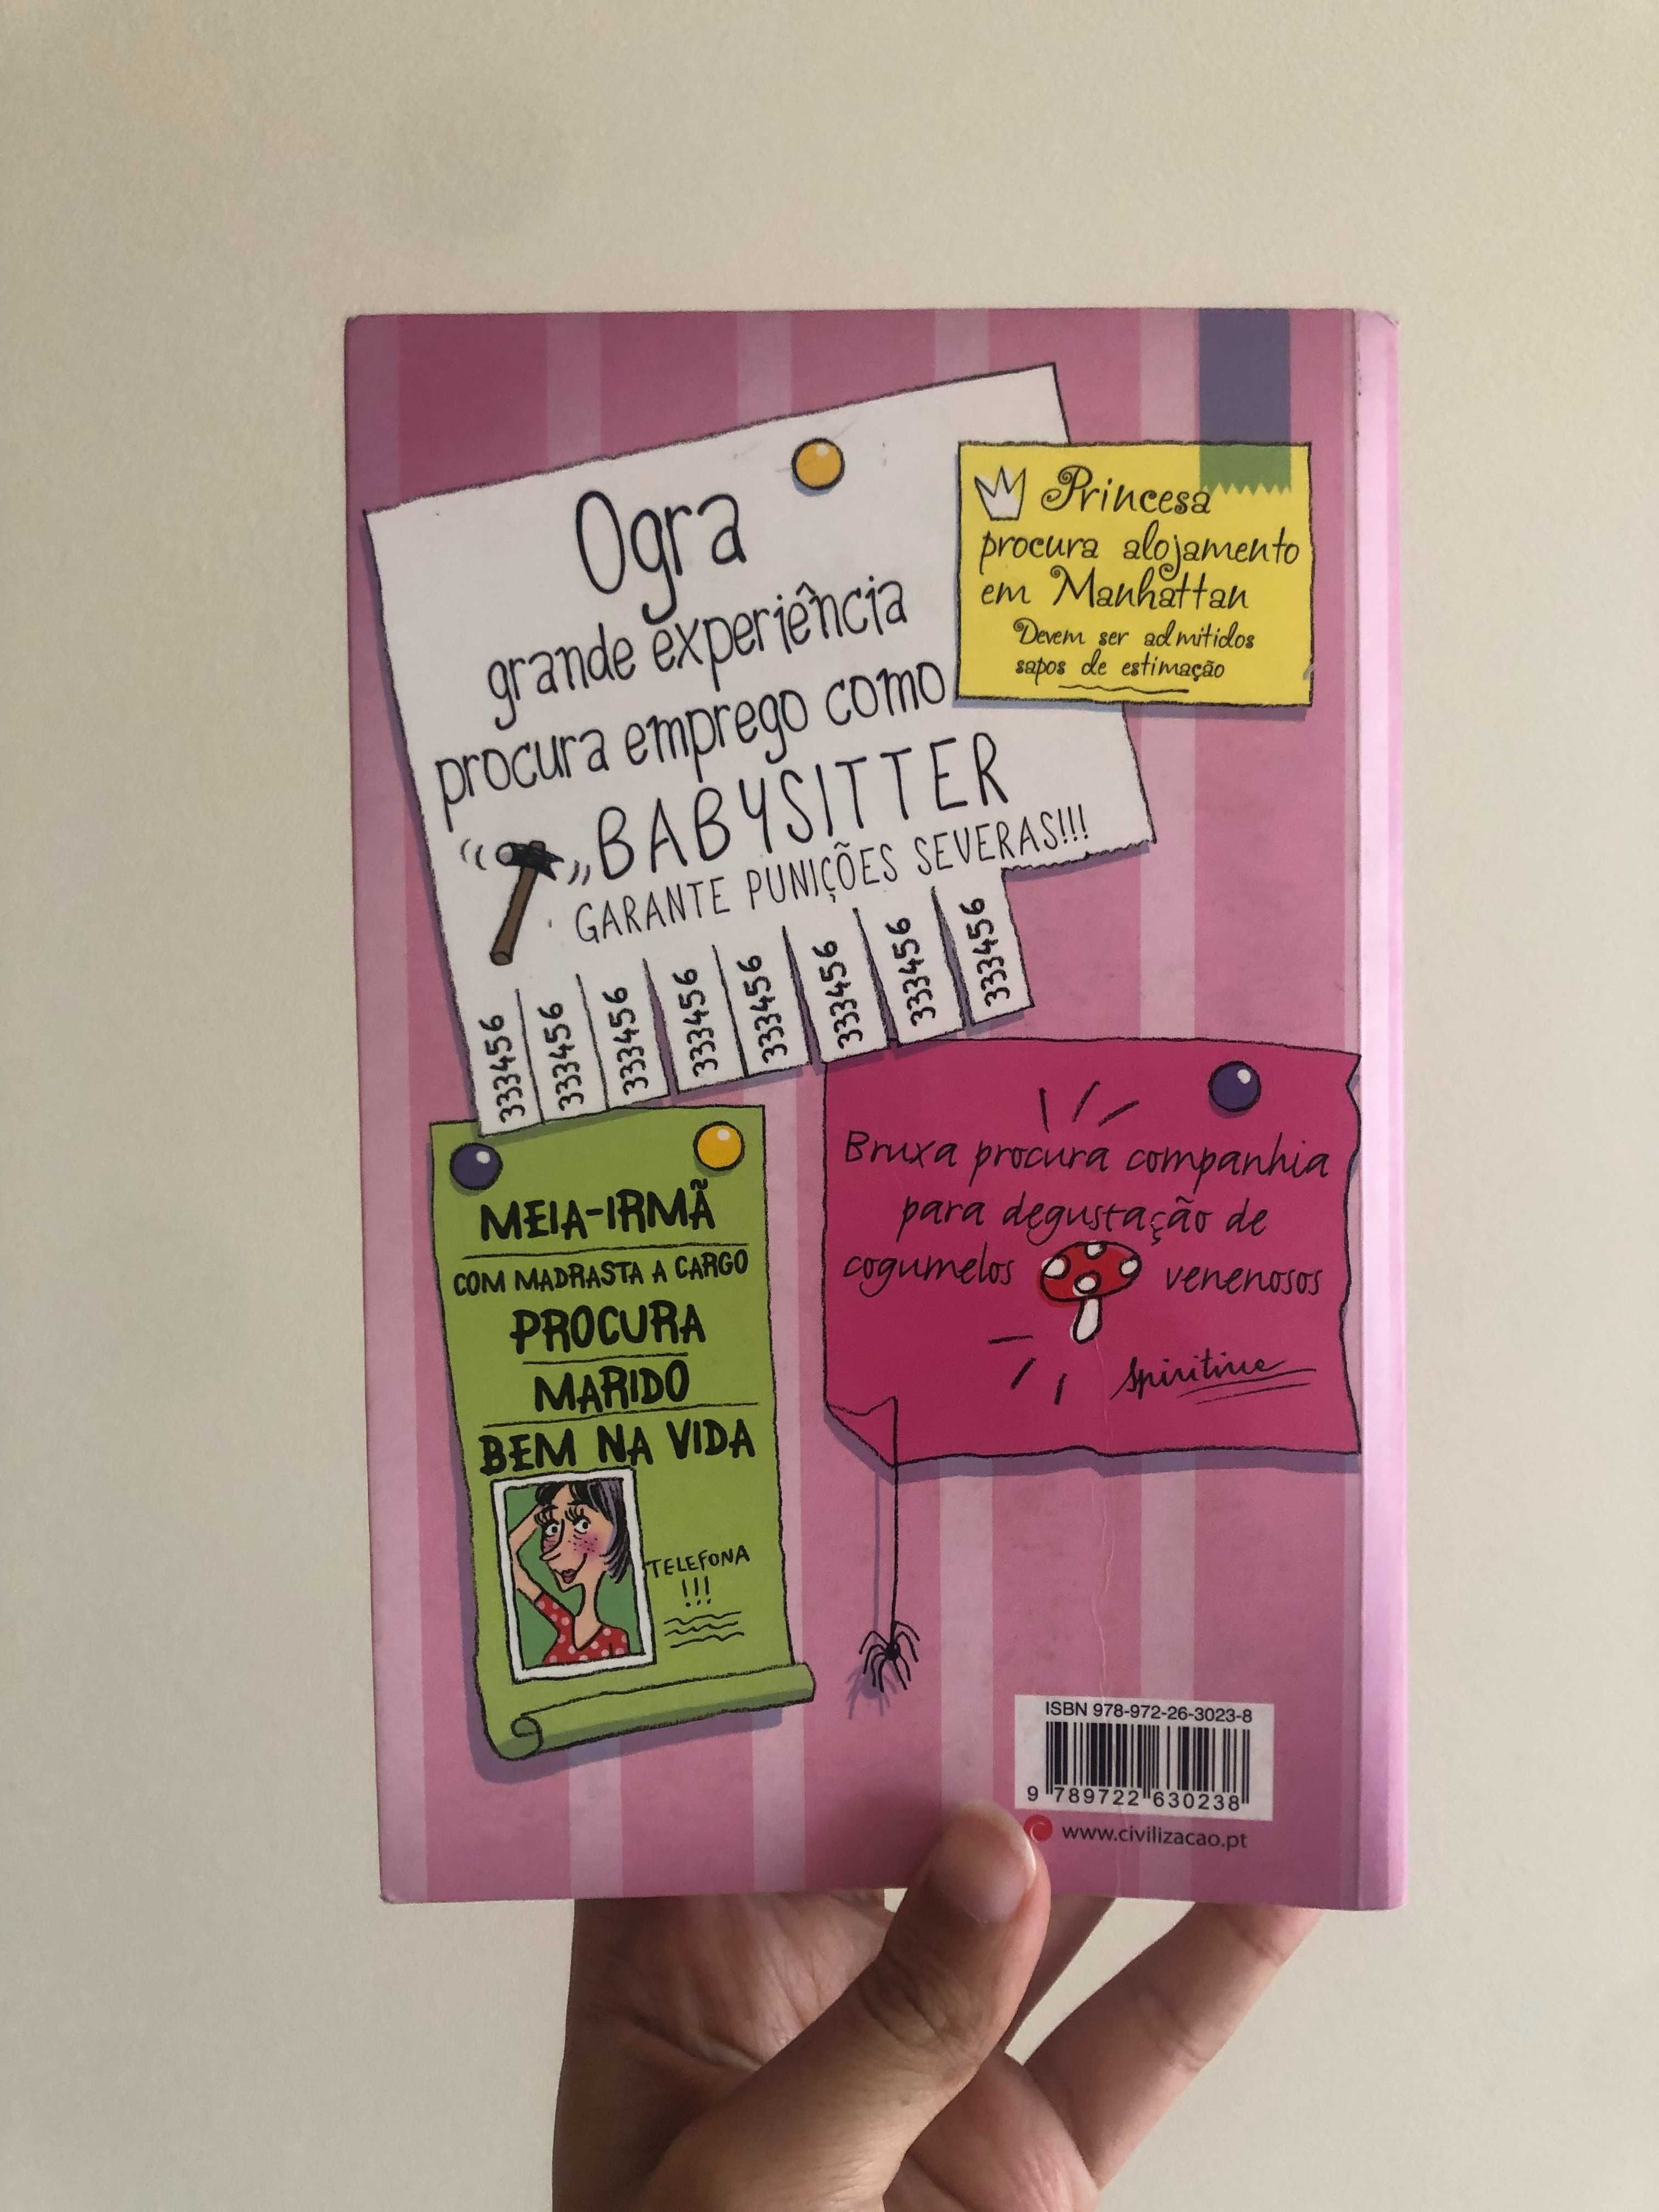 Ogra
grande experiência
procura emprego como
BABYSITTER
GARANTE PUNIÇÕES SEVERAS!!!
333456
333456
333456
333456
333456
333456
333456
333456
Princesa
procura alojamento
em Manhattan
Devem ser admitidos
sapos de estimação
MEIA-IRMÃ
COM MADRASTA A CARGO
PROCURA
MARIDO
BEM NA VIDA
TELEFONA
!!!
Bruxa procura companhia
para degustação de
cogumelos venenosos
Spiritine
ISBN 978-972-26-3023-8
9 789722 630238
www.civilizacao.pt